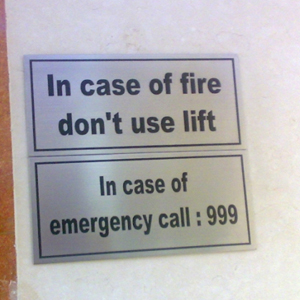 In case of fire
don't use lift
In case of
emergency call : 999